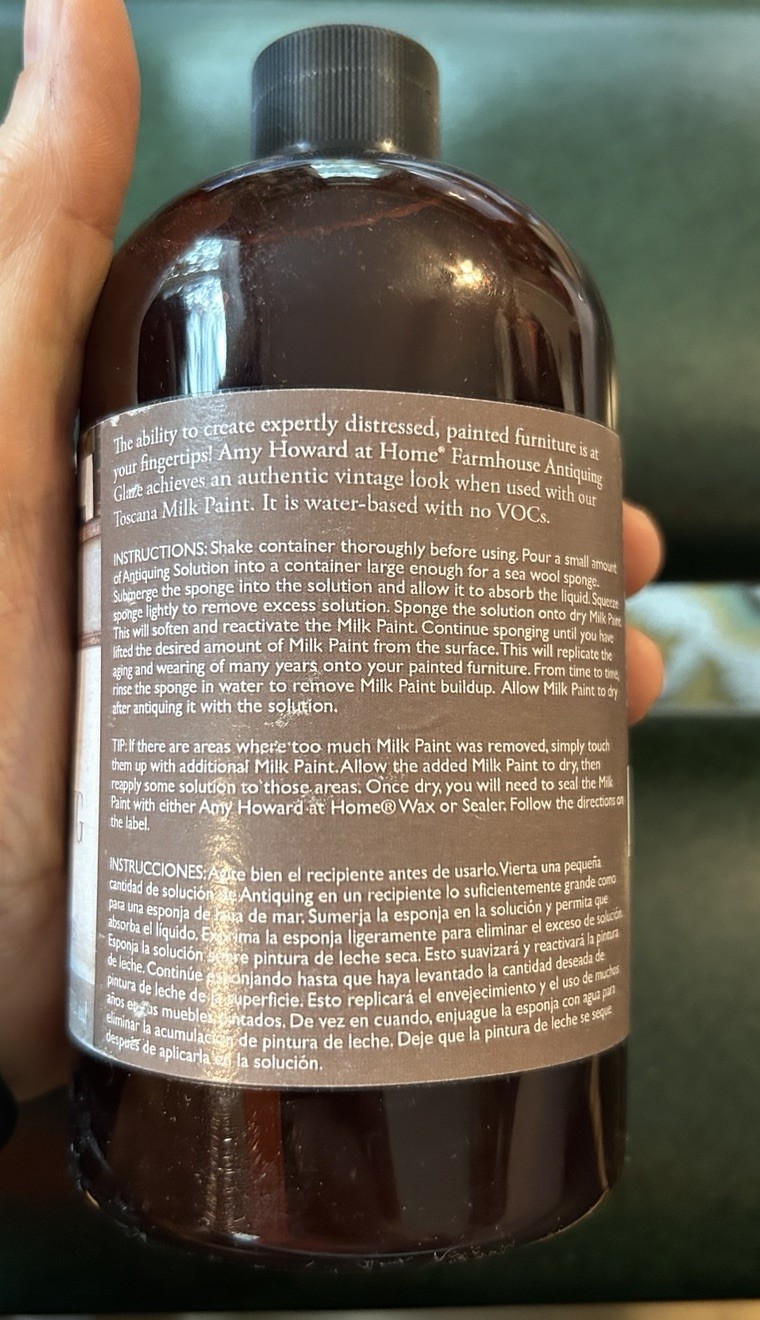 The ability to create expertly distressed, painted furniture is at
your fingertips! Amy Howard at Home® Farmhouse Antiquing
Glaze achieves an authentic vintage look when used with our
Toscana Milk Paint. It is water-based with no VOCs.
INSTRUCTIONS: Shake container thoroughly before using. Pour a small amount
of Antiquing Solution into a container large enough for a sea wool sponge.
Submerge the sponge into the solution and allow it to absorb the liquid. Squeeze
sponge lightly to remove excess solution. Sponge the solution onto dry Milk Paint.
This will soften and reactivate the Milk Paint. Continue sponging until you have
lifted the desired amount of Milk Paint from the surface. This will replicate the
aging and wearing of many years onto your painted furniture. From time to time,
rinse the sponge in water to remove Milk Paint buildup. Allow Milk Paint to dry
after antiquing it with the solution.
TIP: If there are areas where too much Milk Paint was removed, simply touch
them up with additional Milk Paint. Allow the added Milk Paint to dry, then
reapply some solution to those areas. Once dry, you will need to seal the Milk
Paint with either Amy Howard at Home® Wax or Sealer. Follow the directions on
the label.
INSTRUCCIONES: Agite bien el recipiente antes de usarlo. Vierta una pequeña
cantidad de solución de Antiquing en un recipiente lo suficientemente grande como
para una esponja de lana de mar. Sumerja la esponja en la solución y permita que
absorba el líquido. Exprima la esponja ligeramente para eliminar el exceso de solución.
Esponja la solución sobre pintura de leche seca. Esto suavizará y reactivará la pintura
de leche. Continúe esponjando hasta que haya levantado la cantidad deseada de
pintura de leche de la superficie. Esto replicará el envejecimiento y el uso de muchos
años en los muebles pintados. De vez en cuando, enjuague la esponja con agua para
eliminar la acumulación de pintura de leche. Deje que la pintura de leche se seque
después de aplicarla en la solución.